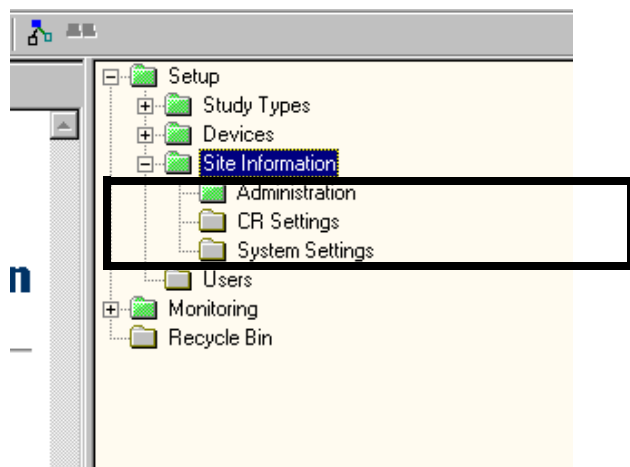 Setup
Study Types
Devices
Site Information
Administration
CR Settings
System Settings
n
Users
Monitoring
Recycle Bin